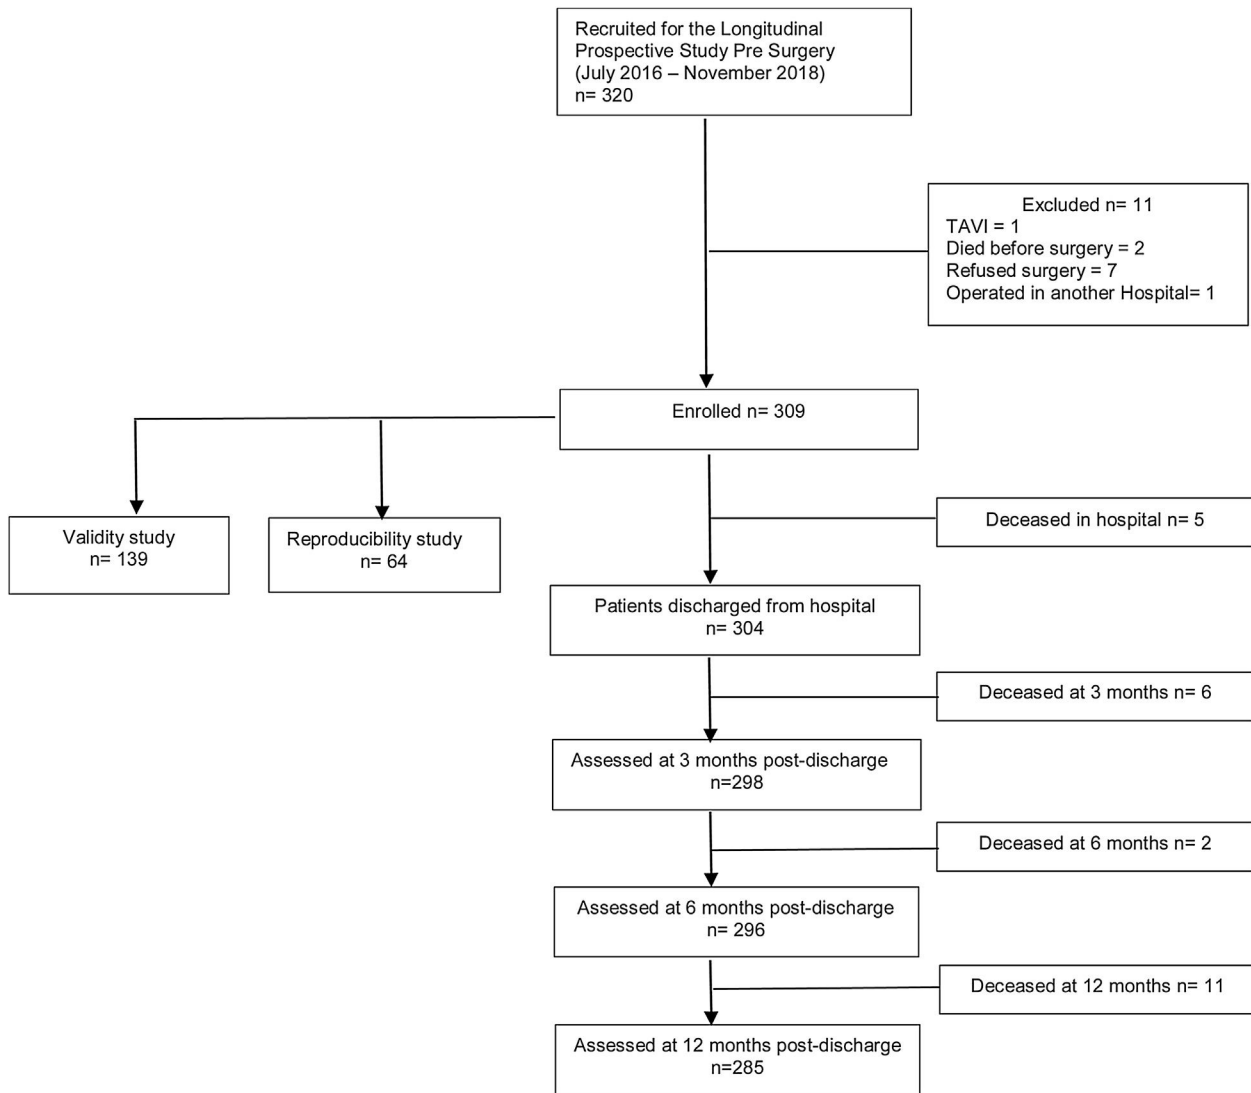 Recruited for the Longitudinal
Prospective Study Pre Surgery
(July 2016 – November 2018)
n= 320
Excluded n= 11
TAVI = 1
Died before surgery = 2
Refused surgery = 7
Operated in another Hospital= 1
Enrolled n= 309
Validity study
n= 139
Reproducibility study
n= 64
Deceased in hospital n= 5
Patients discharged from hospital
n= 304
Deceased at 3 months n= 6
Assessed at 3 months post-discharge
n=298
Deceased at 6 months n= 2
Assessed at 6 months post-discharge
n= 296
Deceased at 12 months n= 11
Assessed at 12 months post-discharge
n=285